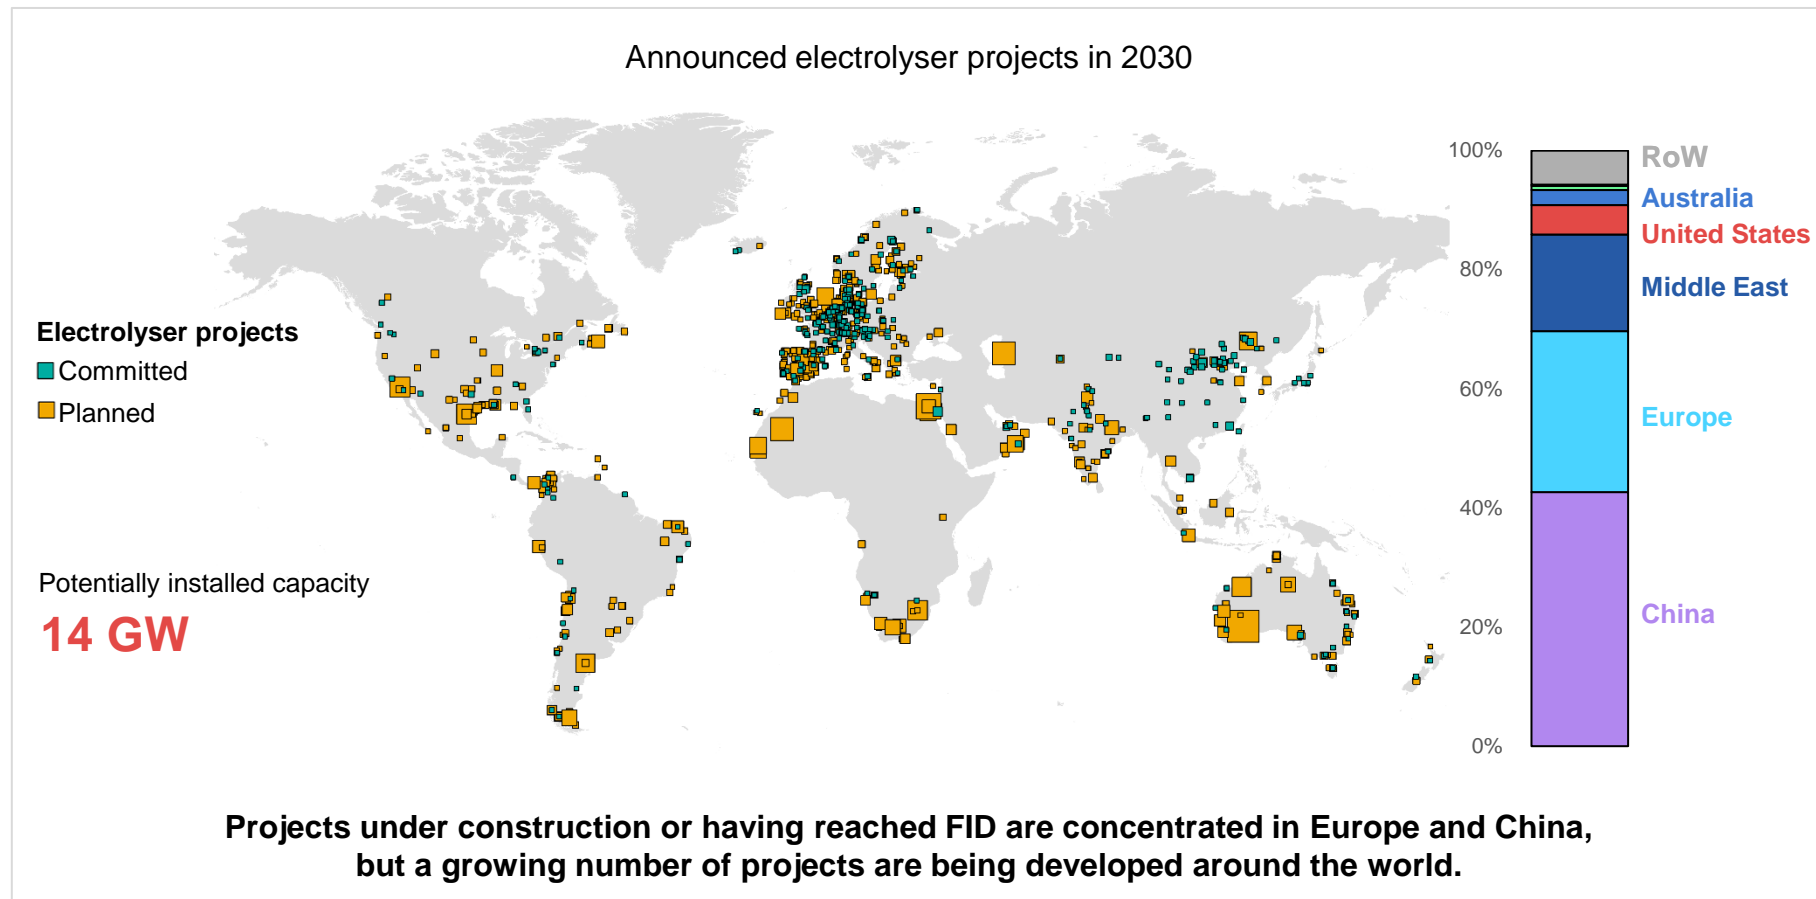 Announced electrolyser projects in 2030
Electrolyser projects
Committed
Planned
Potentially installed capacity
14 GW
100%
80%
60%
40%
20%
0%
RoW
Australia
United States
Middle East
Europe
China
Projects under construction or having reached FID are concentrated in Europe and China,
but a growing number of projects are being developed around the world.